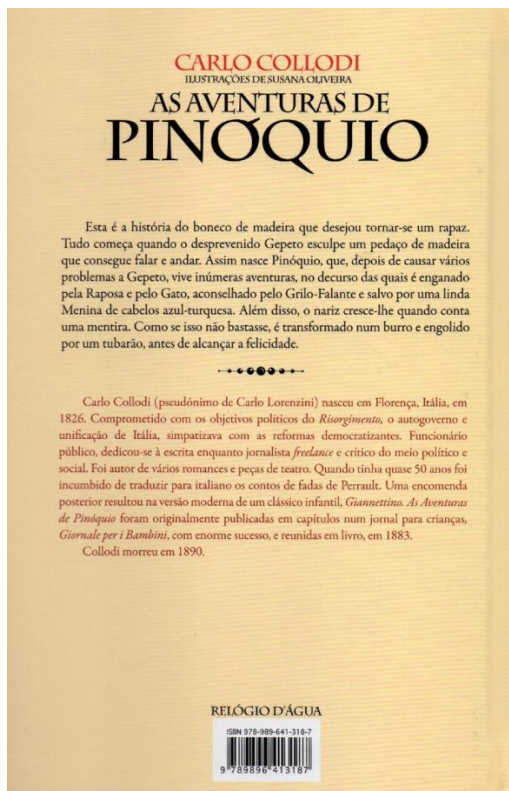 CARLO COLLODI
ILUSTRAÇÕES DE SUSANA OLIVEIRA
AS AVENTURAS DE
PINÓQUIO
Esta é a história do boneco de madeira que desejou tornar-se um rapaz.
Tudo começa quando o desprevenido Gepeto esculpe um pedaço de madeira
que consegue falar e andar. Assim nasce Pinóquio, que, depois de causar vários
problemas a Gepeto, vive inúmeras aventuras, no decurso das quais é enganado
pela Raposa e pelo Gato, aconselhado pelo Grilo-Falante e salvo por uma linda
Menina de cabelos azul-turquesa. Além disso, o nariz cresce-lhe quando conta
uma mentira. Como se isso não bastasse, é transformado num burro e engolido
por um tubarão, antes de alcançar a felicidade.
Carlo Collodi (pseudónimo de Carlo Lorenzini) nasceu em Florença, Itália, em
1826. Comprometido com os objetivos políticos do Risorgimento, o autogoverno e
unificação de Itália, simpatizava com as reformas democratizantes. Funcionário
público, dedicou-se à escrita enquanto jornalista freelance e crítico do meio político e
social. Foi autor de vários romances e peças de teatro. Quando tinha quase 50 anos foi
incumbido de traduzir para italiano os contos de fadas de Perrault. Uma encomenda
posterior resultou na versão moderna de um clássico infantil, Giannettino. As Aventuras
de Pinóquio foram originalmente publicadas em capítulos num jornal para crianças,
Giornale per i Bambini, com enorme sucesso, e reunidas em livro, em 1883.
Collodi morreu em 1890.
RELÓGIO D'ÁGUA
ISBN 978-989-641-318-7
9 789896 413187